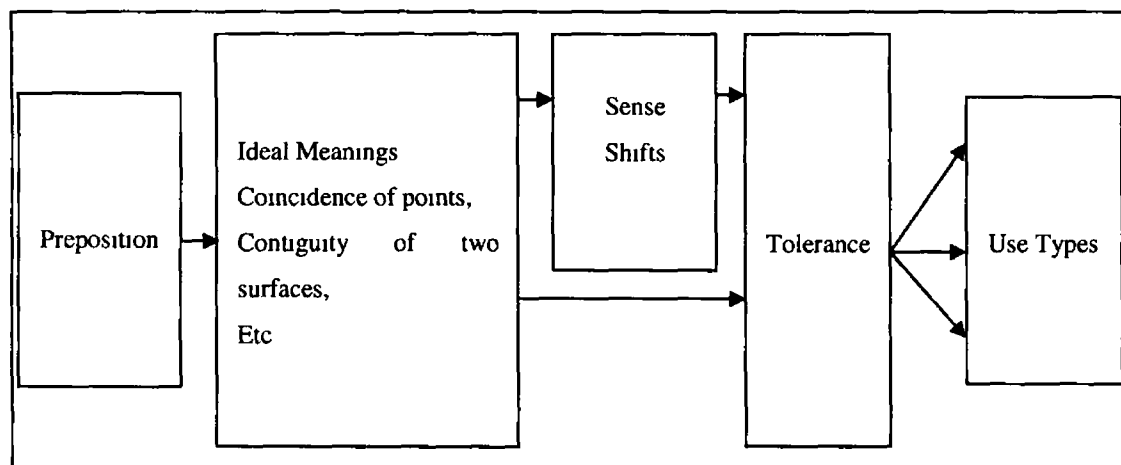 Preposition
Ideal Meanings
Coincidence of points,
Contiguity of two
surfaces,
Etc
Sense
Shifts
Tolerance
Use Types